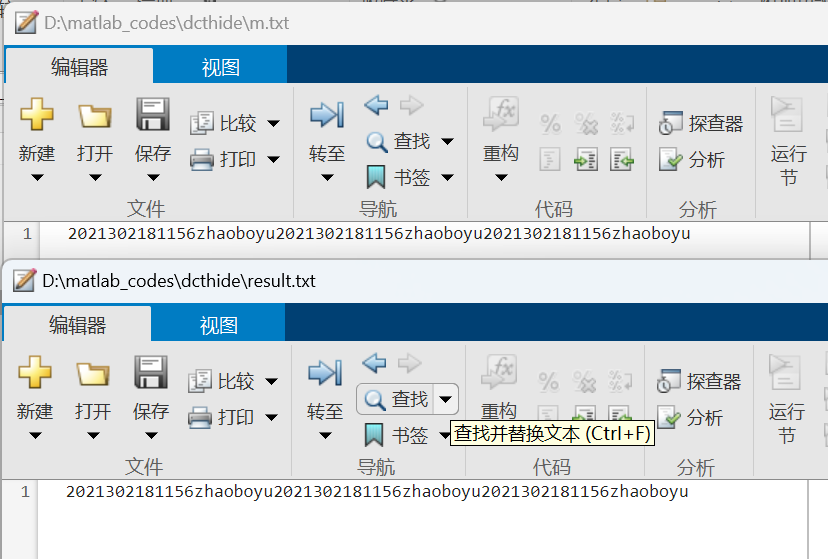 D:\matlab_codes\dcthide\m.txt
编辑器 视图
新建 打开 保存 比较 打印 转至 查找 书签 重构 探查器 分析 运行节
文件 导航 代码 分析
1 2021302181156zhaoboyu2021302181156zhaoboyu2021302181156zhaoboyu
D:\matlab_codes\dcthide\result.txt
编辑器 视图
新建 打开 保存 比较 打印 转至 查找 书签 重构 探查器 分析 运行节
查找并替换文本 (Ctrl+F)
文件 导航 代码 分析
1 2021302181156zhaoboyu2021302181156zhaoboyu2021302181156zhaoboyu